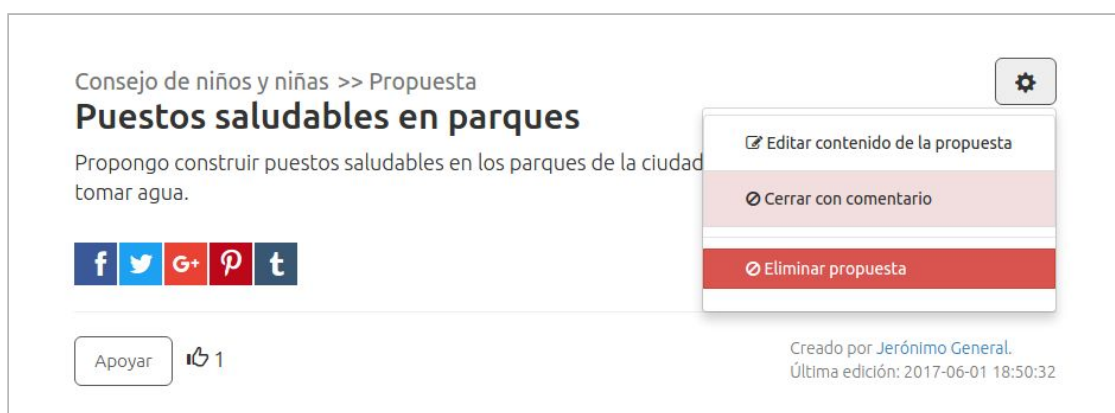 Consejo de niños y niñas >> Propuesta
Puestos saludables en parques
Propongo construir puestos saludables en los parques de la ciudad
tomar agua.
Editar contenido de la propuesta
Cerrar con comentario
Eliminar propuesta
f G+ t
Apoyar 1
Creado por Jerónimo General.
Última edición: 2017-06-01 18:50:32